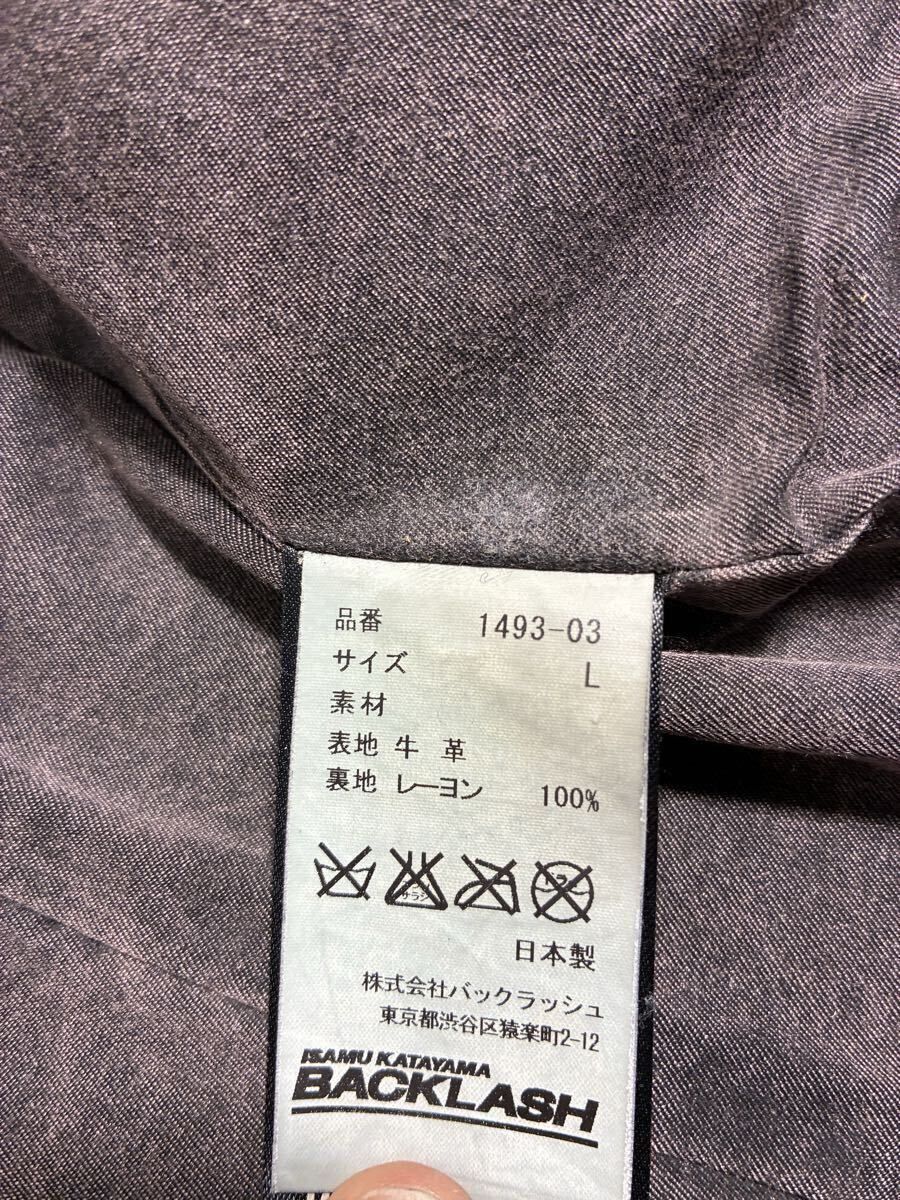 品番 1493-03
サイズ L
素材
表地 牛 革
裏地 レーヨン 100%
日本製
株式会社バックラッシュ
東京都渋谷区猿楽町2-12
ISAMU KATAYAMA
BACKLASH